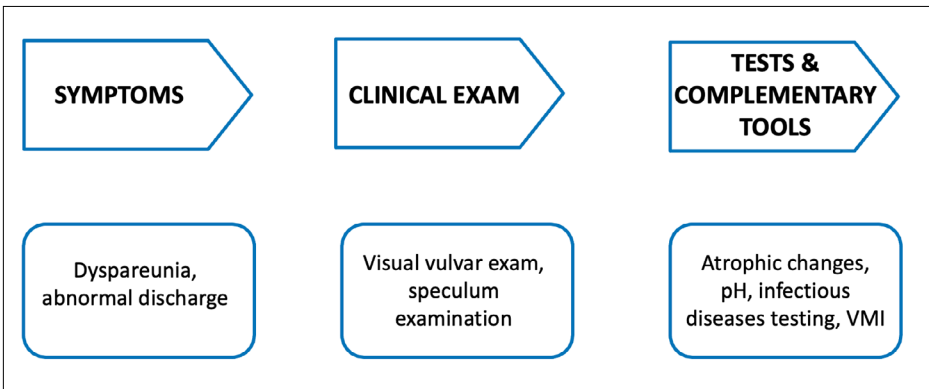 SYMPTOMS
CLINICAL EXAM
TESTS &
COMPLEMENTARY
TOOLS
Dyspareunia,
abnormal discharge
Visual vulvar exam,
speculum
examination
Atrophic changes,
pH, infectious
diseases testing, VMI